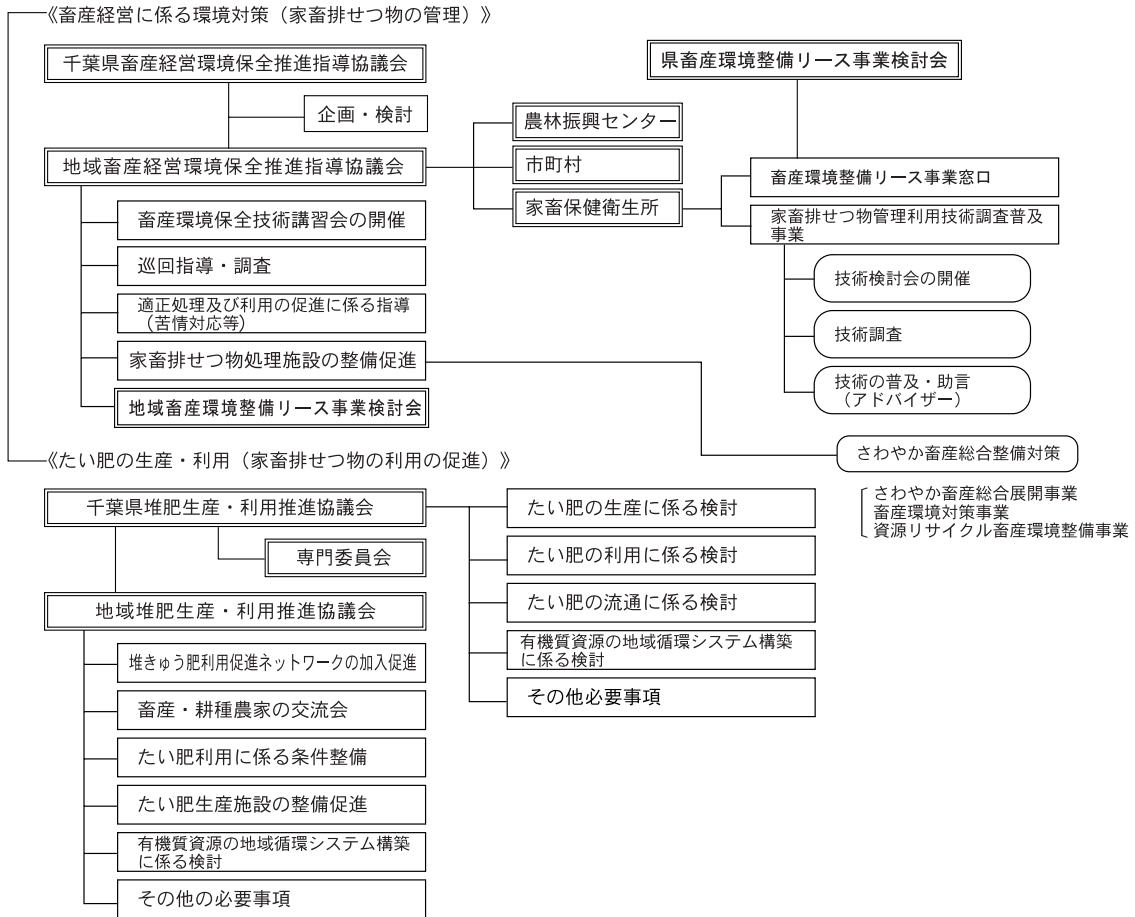 《畜産経営に係る環境対策（家畜排せつ物の管理）》
千葉県畜産経営環境保全推進指導協議会
企画・検討
地域畜産経営環境保全推進指導協議会
畜産環境保全技術講習会の開催
巡回指導・調査
適正処理及び利用の促進に係る指導
（苦情対応等）
家畜排せつ物処理施設の整備促進
地域畜産環境整備リース事業検討会
農林振興センター
市町村
家畜保健衛生所
県畜産環境整備リース事業検討会
畜産環境整備リース事業窓口
家畜排せつ物管理利用技術調査普及
事業
技術検討会の開催
技術調査
技術の普及・助言
（アドバイザー）
さわやか畜産総合整備対策
さわやか畜産総合展開事業
畜産環境対策事業
資源リサイクル畜産環境整備事業
《たい肥の生産・利用（家畜排せつ物の利用の促進）》
千葉県堆肥生産・利用推進協議会
専門委員会
地域堆肥生産・利用推進協議会
堆きゅう肥利用促進ネットワークの加入促進
畜産・耕種農家の交流会
たい肥利用に係る条件整備
たい肥生産施設の整備促進
有機質資源の地域循環システム構築
に係る検討
その他の必要事項
たい肥の生産に係る検討
たい肥の利用に係る検討
たい肥の流通に係る検討
有機質資源の地域循環システム構築
に係る検討
その他必要事項